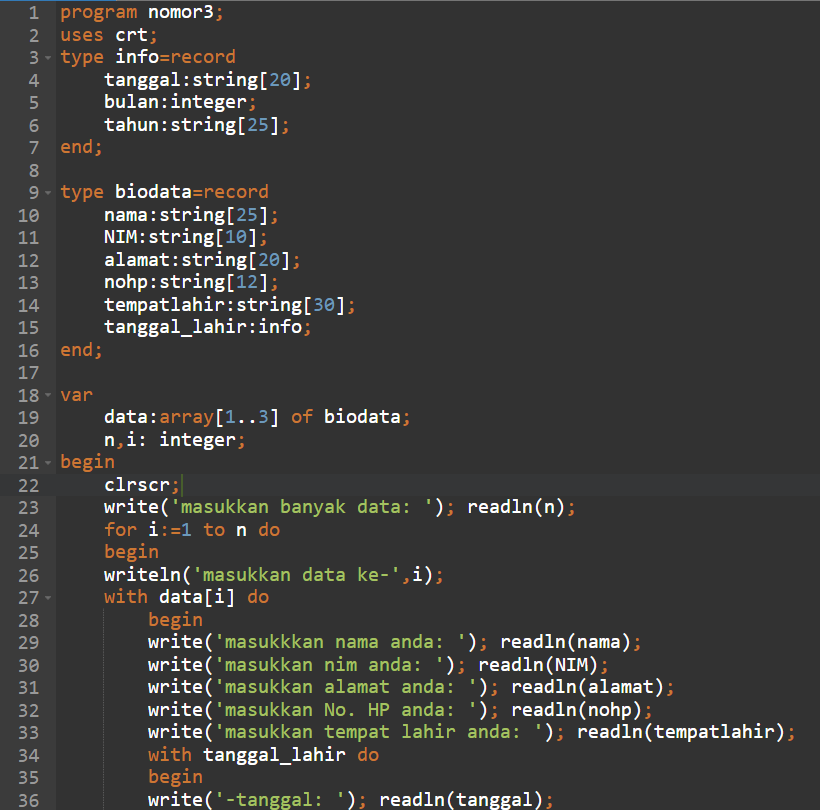 1 program nomor3;
2 uses crt;
3 type info=record
4     tanggal:string[20];
5     bulan:integer;
6     tahun:string[25];
7 end;
8
9 type biodata=record
10     nama:string[25];
11     NIM:string[10];
12     alamat:string[20];
13     nohp:string[12];
14     tempatlahir:string[30];
15     tanggal_lahir:info;
16 end;
17
18 var
19     data:array[1..3] of biodata;
20     n,i: integer;
21 begin
22     clrscr;
23     write('masukkan banyak data: '); readln(n);
24     for i:=1 to n do
25     begin
26     writeln('masukkan data ke-',i);
27     with data[i] do
28         begin
29         write('masukkkan nama anda: '); readln(nama);
30         write('masukkan nim anda: '); readln(NIM);
31         write('masukkan alamat anda: '); readln(alamat);
32         write('masukkan No. HP anda: '); readln(nohp);
33         write('masukkan tempat lahir anda: '); readln(tempatlahir);
34         with tanggal_lahir do
35         begin
36         write('-tanggal: '); readln(tanggal);